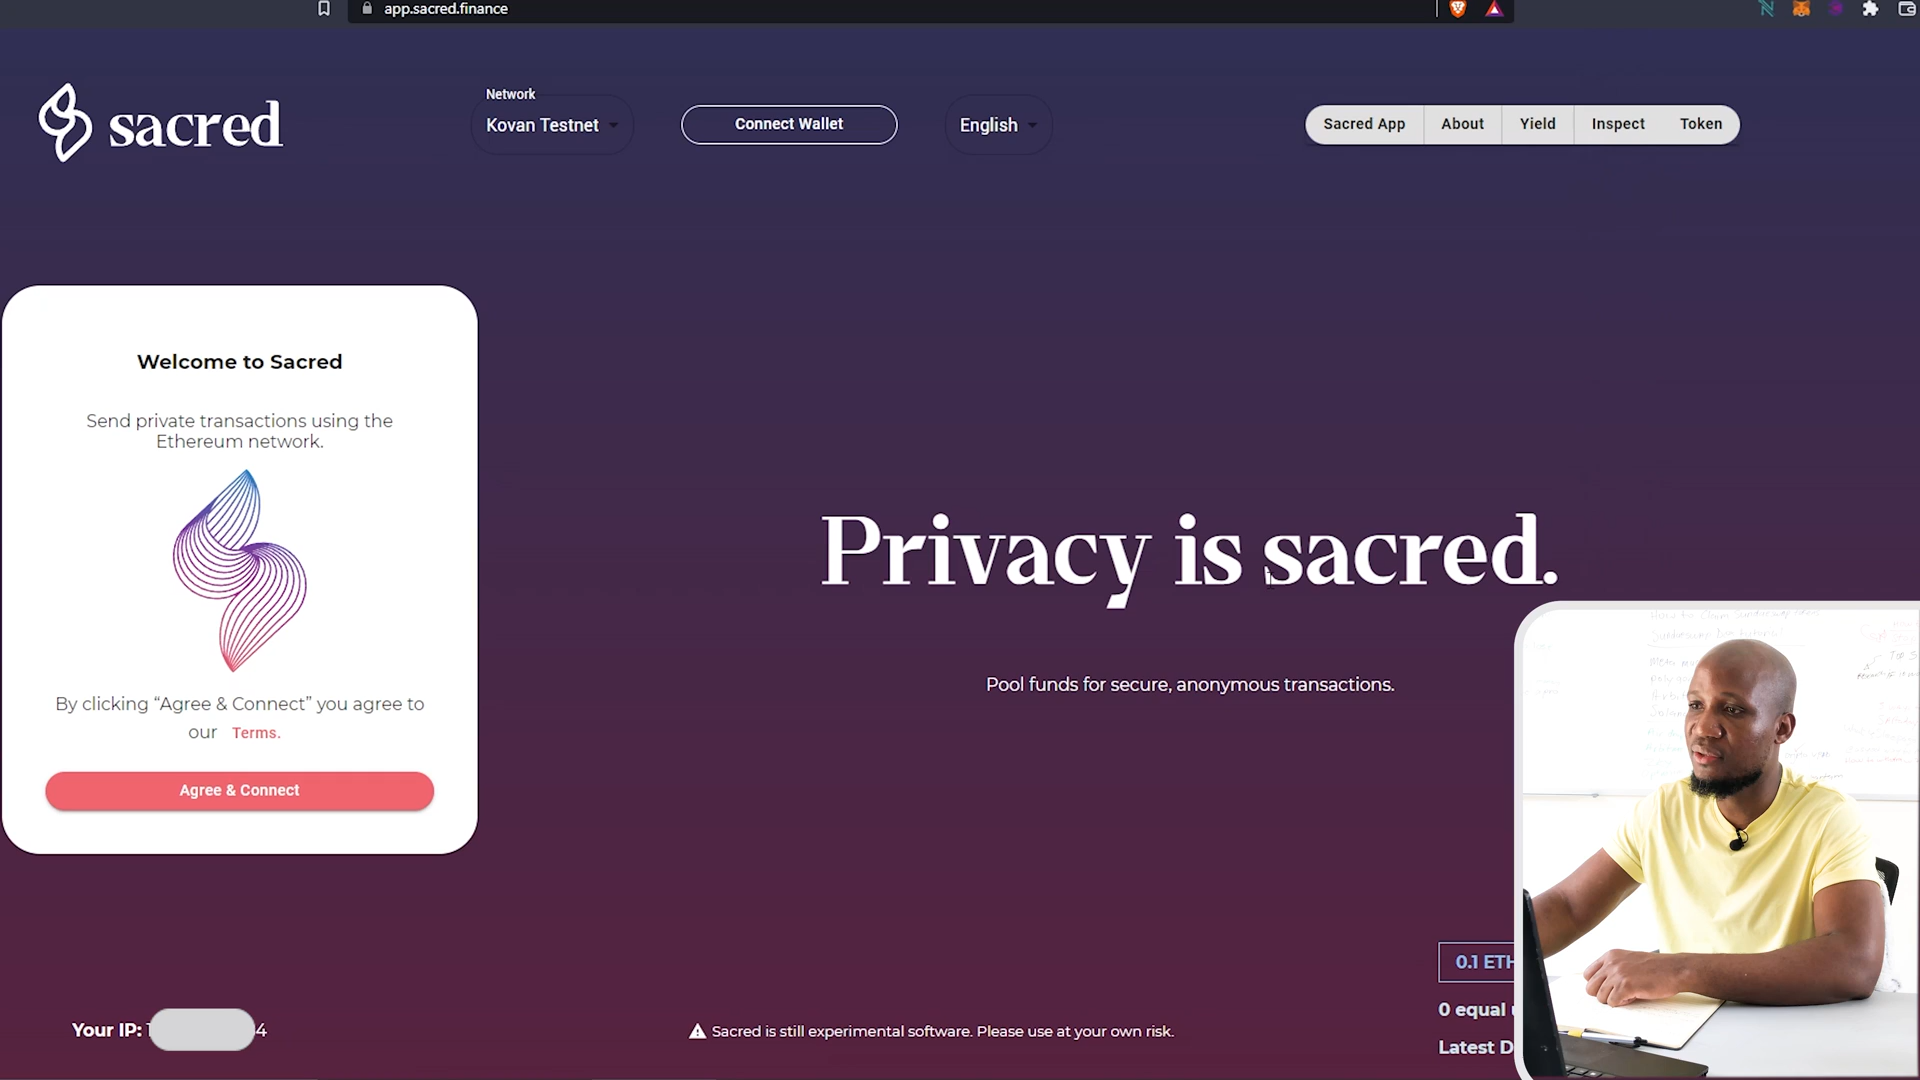 app.sacred.finance
sacred
Network
Kovan Testnet
Connect Wallet
English
Sacred App
About
Yield
Inspect
Token
Welcome to Sacred
Send private transactions using the
Ethereum network.
By clicking “Agree & Connect” you agree to
our Terms.
Agree & Connect
Privacy is sacred.
Pool funds for secure, anonymous transactions.
0.1 ETH
0 equal
Latest D
Your IP: 4
Sacred is still experimental software. Please use at your own risk.